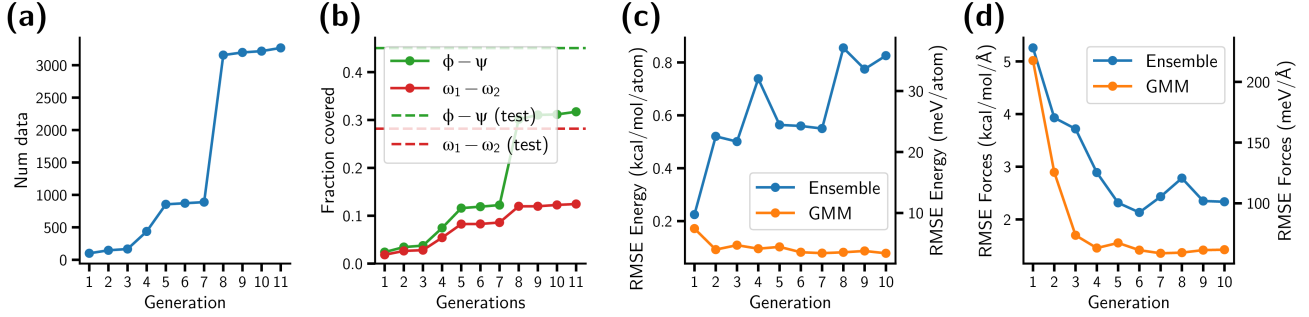 (a)
Num data
3000
2500
2000
1500
1000
500
0
1 2 3 4 5 6 7 8 9 10 11
Generation
(b)
Fraction covered
0.4
0.3
0.2
0.1
0.0
ϕ − ψ
ω1 − ω2
ϕ − ψ (test)
ω1 − ω2 (test)
1 2 3 4 5 6 7 8 9 10 11
Generations
(c)
RMSE Energy (kcal/mol/atom)
0.8
0.6
0.4
0.2
Ensemble
GMM
30
20
10
RMSE Energy (meV/atom)
1 2 3 4 5 6 7 8 9 10
Generation
(d)
RMSE Forces (kcal/mol/Å)
5
4
3
2
Ensemble
GMM
200
150
100
RMSE Forces (meV/Å)
1 2 3 4 5 6 7 8 9 10
Generation